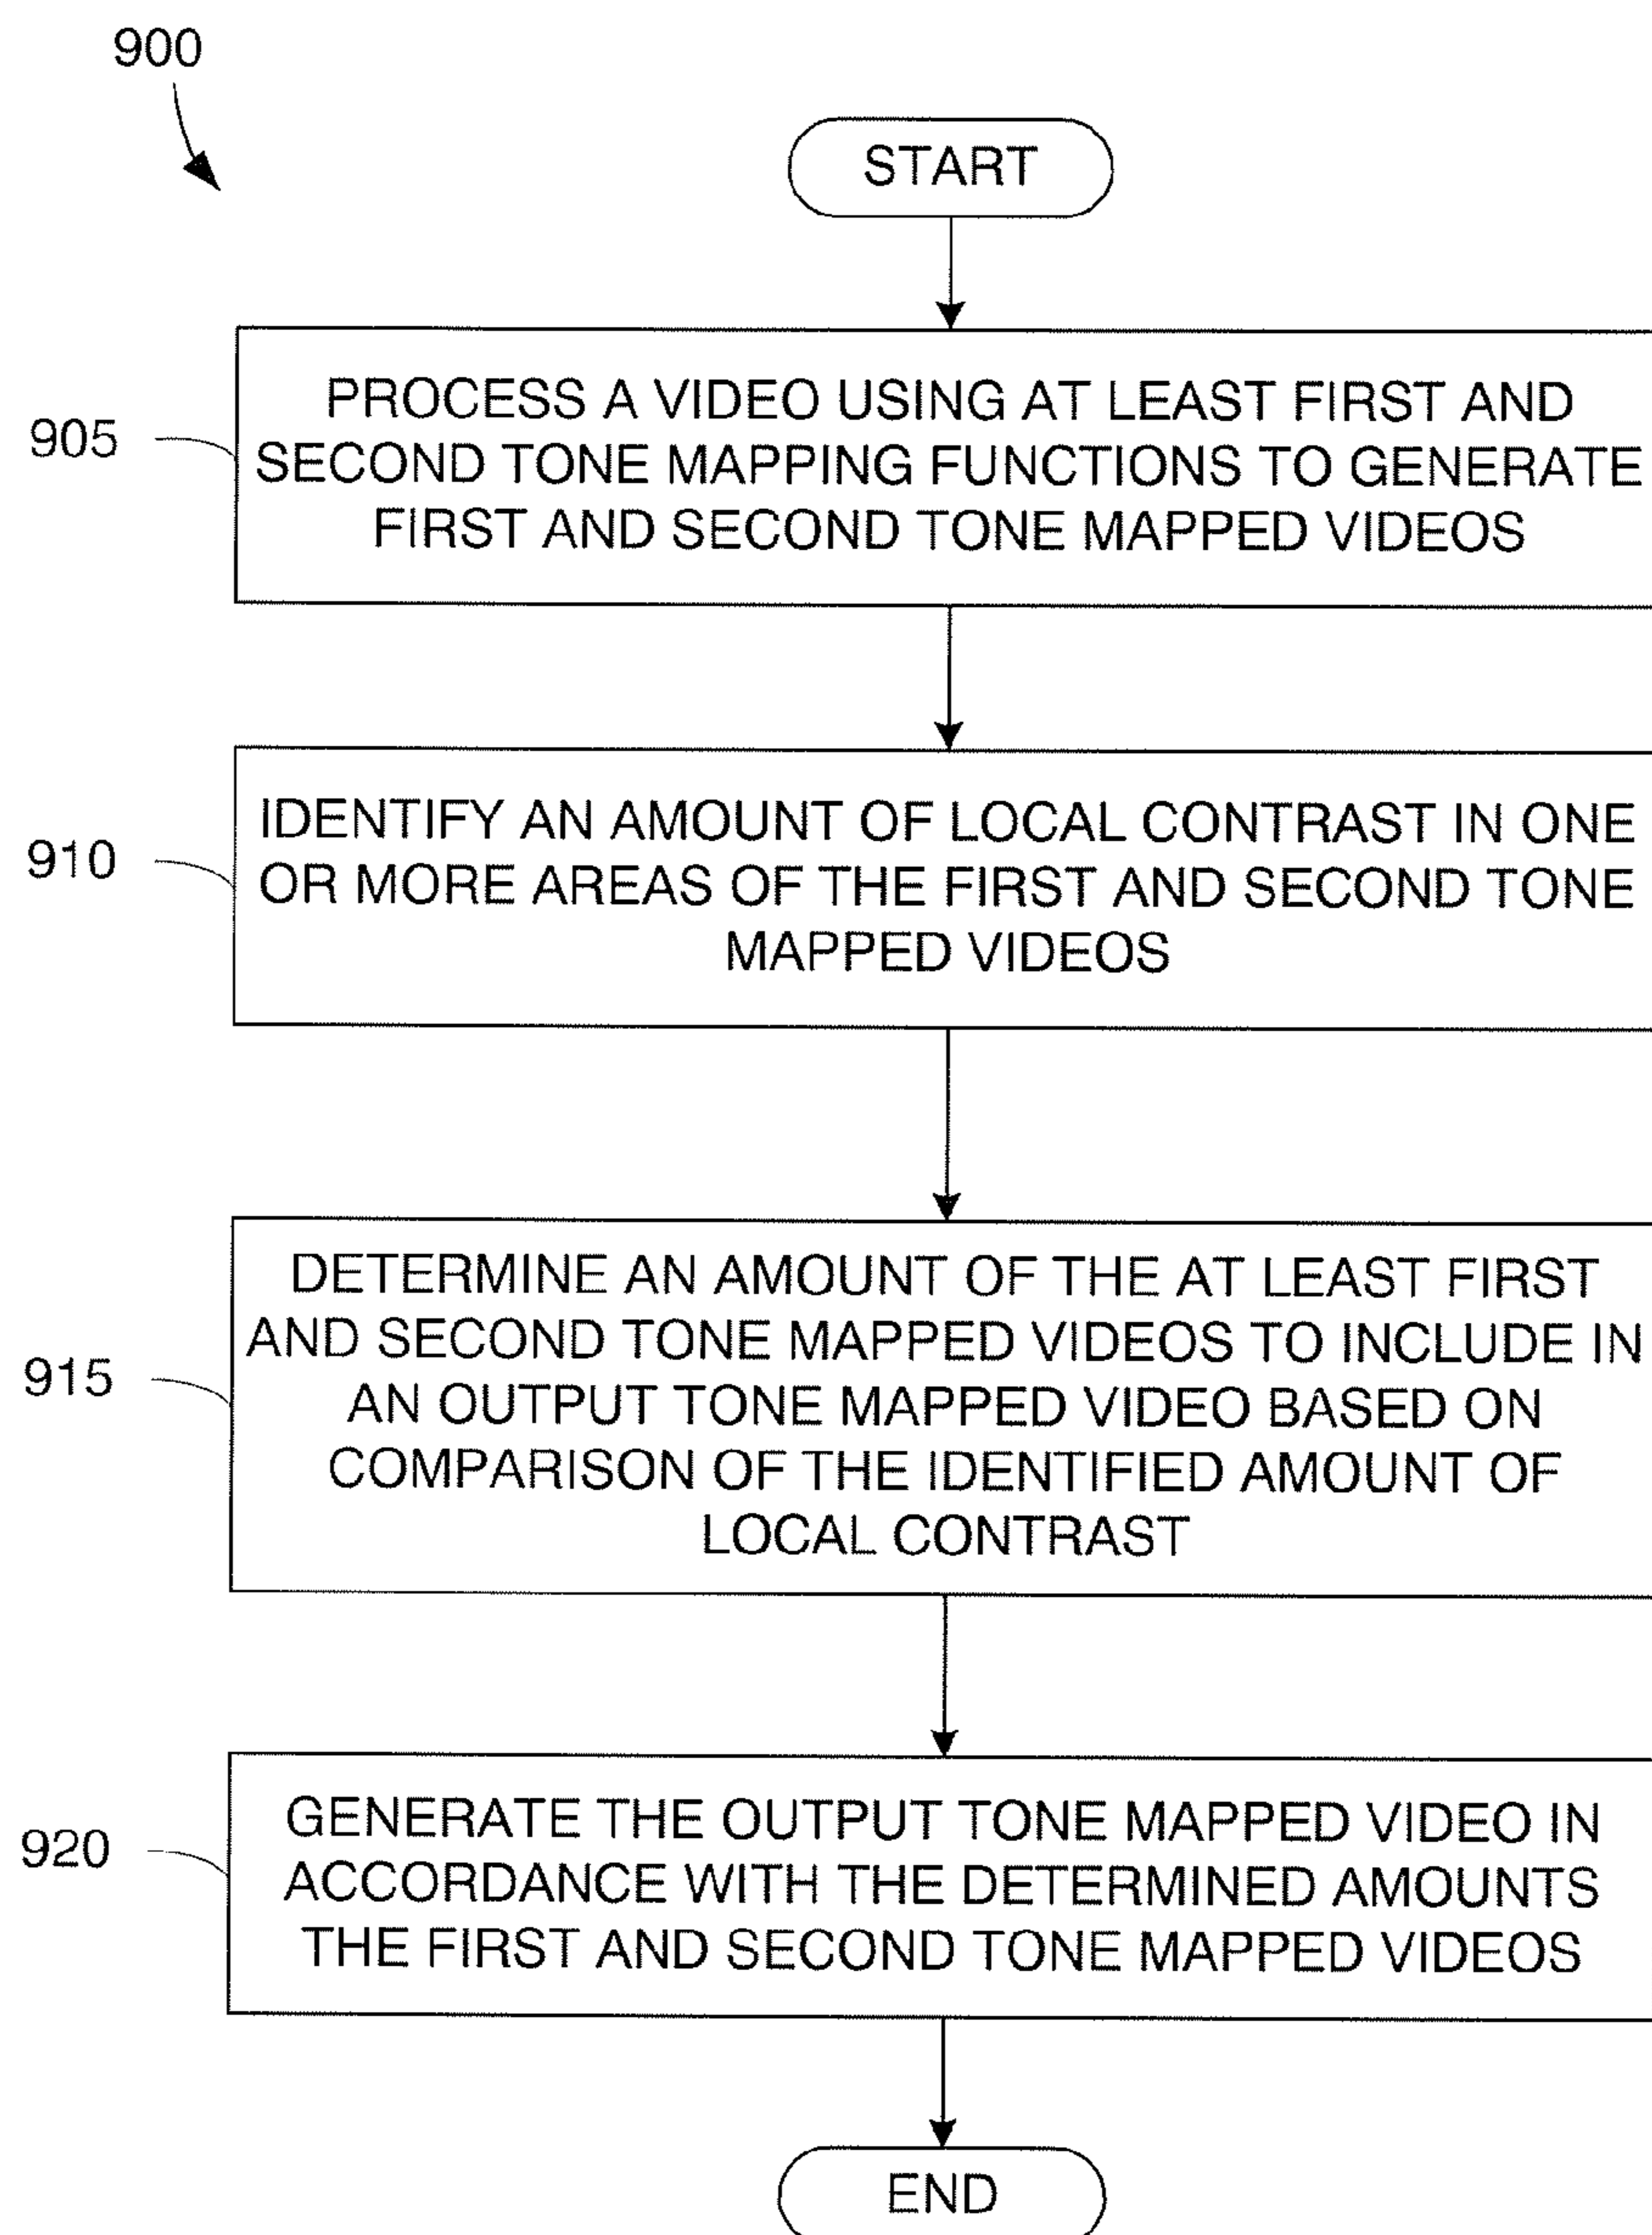 900
START
905
PROCESS A VIDEO USING AT LEAST FIRST AND
SECOND TONE MAPPING FUNCTIONS TO GENERATE
FIRST AND SECOND TONE MAPPED VIDEOS
910
IDENTIFY AN AMOUNT OF LOCAL CONTRAST IN ONE
OR MORE AREAS OF THE FIRST AND SECOND TONE
MAPPED VIDEOS
915
DETERMINE AN AMOUNT OF THE AT LEAST FIRST
AND SECOND TONE MAPPED VIDEOS TO INCLUDE IN
AN OUTPUT TONE MAPPED VIDEO BASED ON
COMPARISON OF THE IDENTIFIED AMOUNT OF
LOCAL CONTRAST
920
GENERATE THE OUTPUT TONE MAPPED VIDEO IN
ACCORDANCE WITH THE DETERMINED AMOUNTS
THE FIRST AND SECOND TONE MAPPED VIDEOS
END